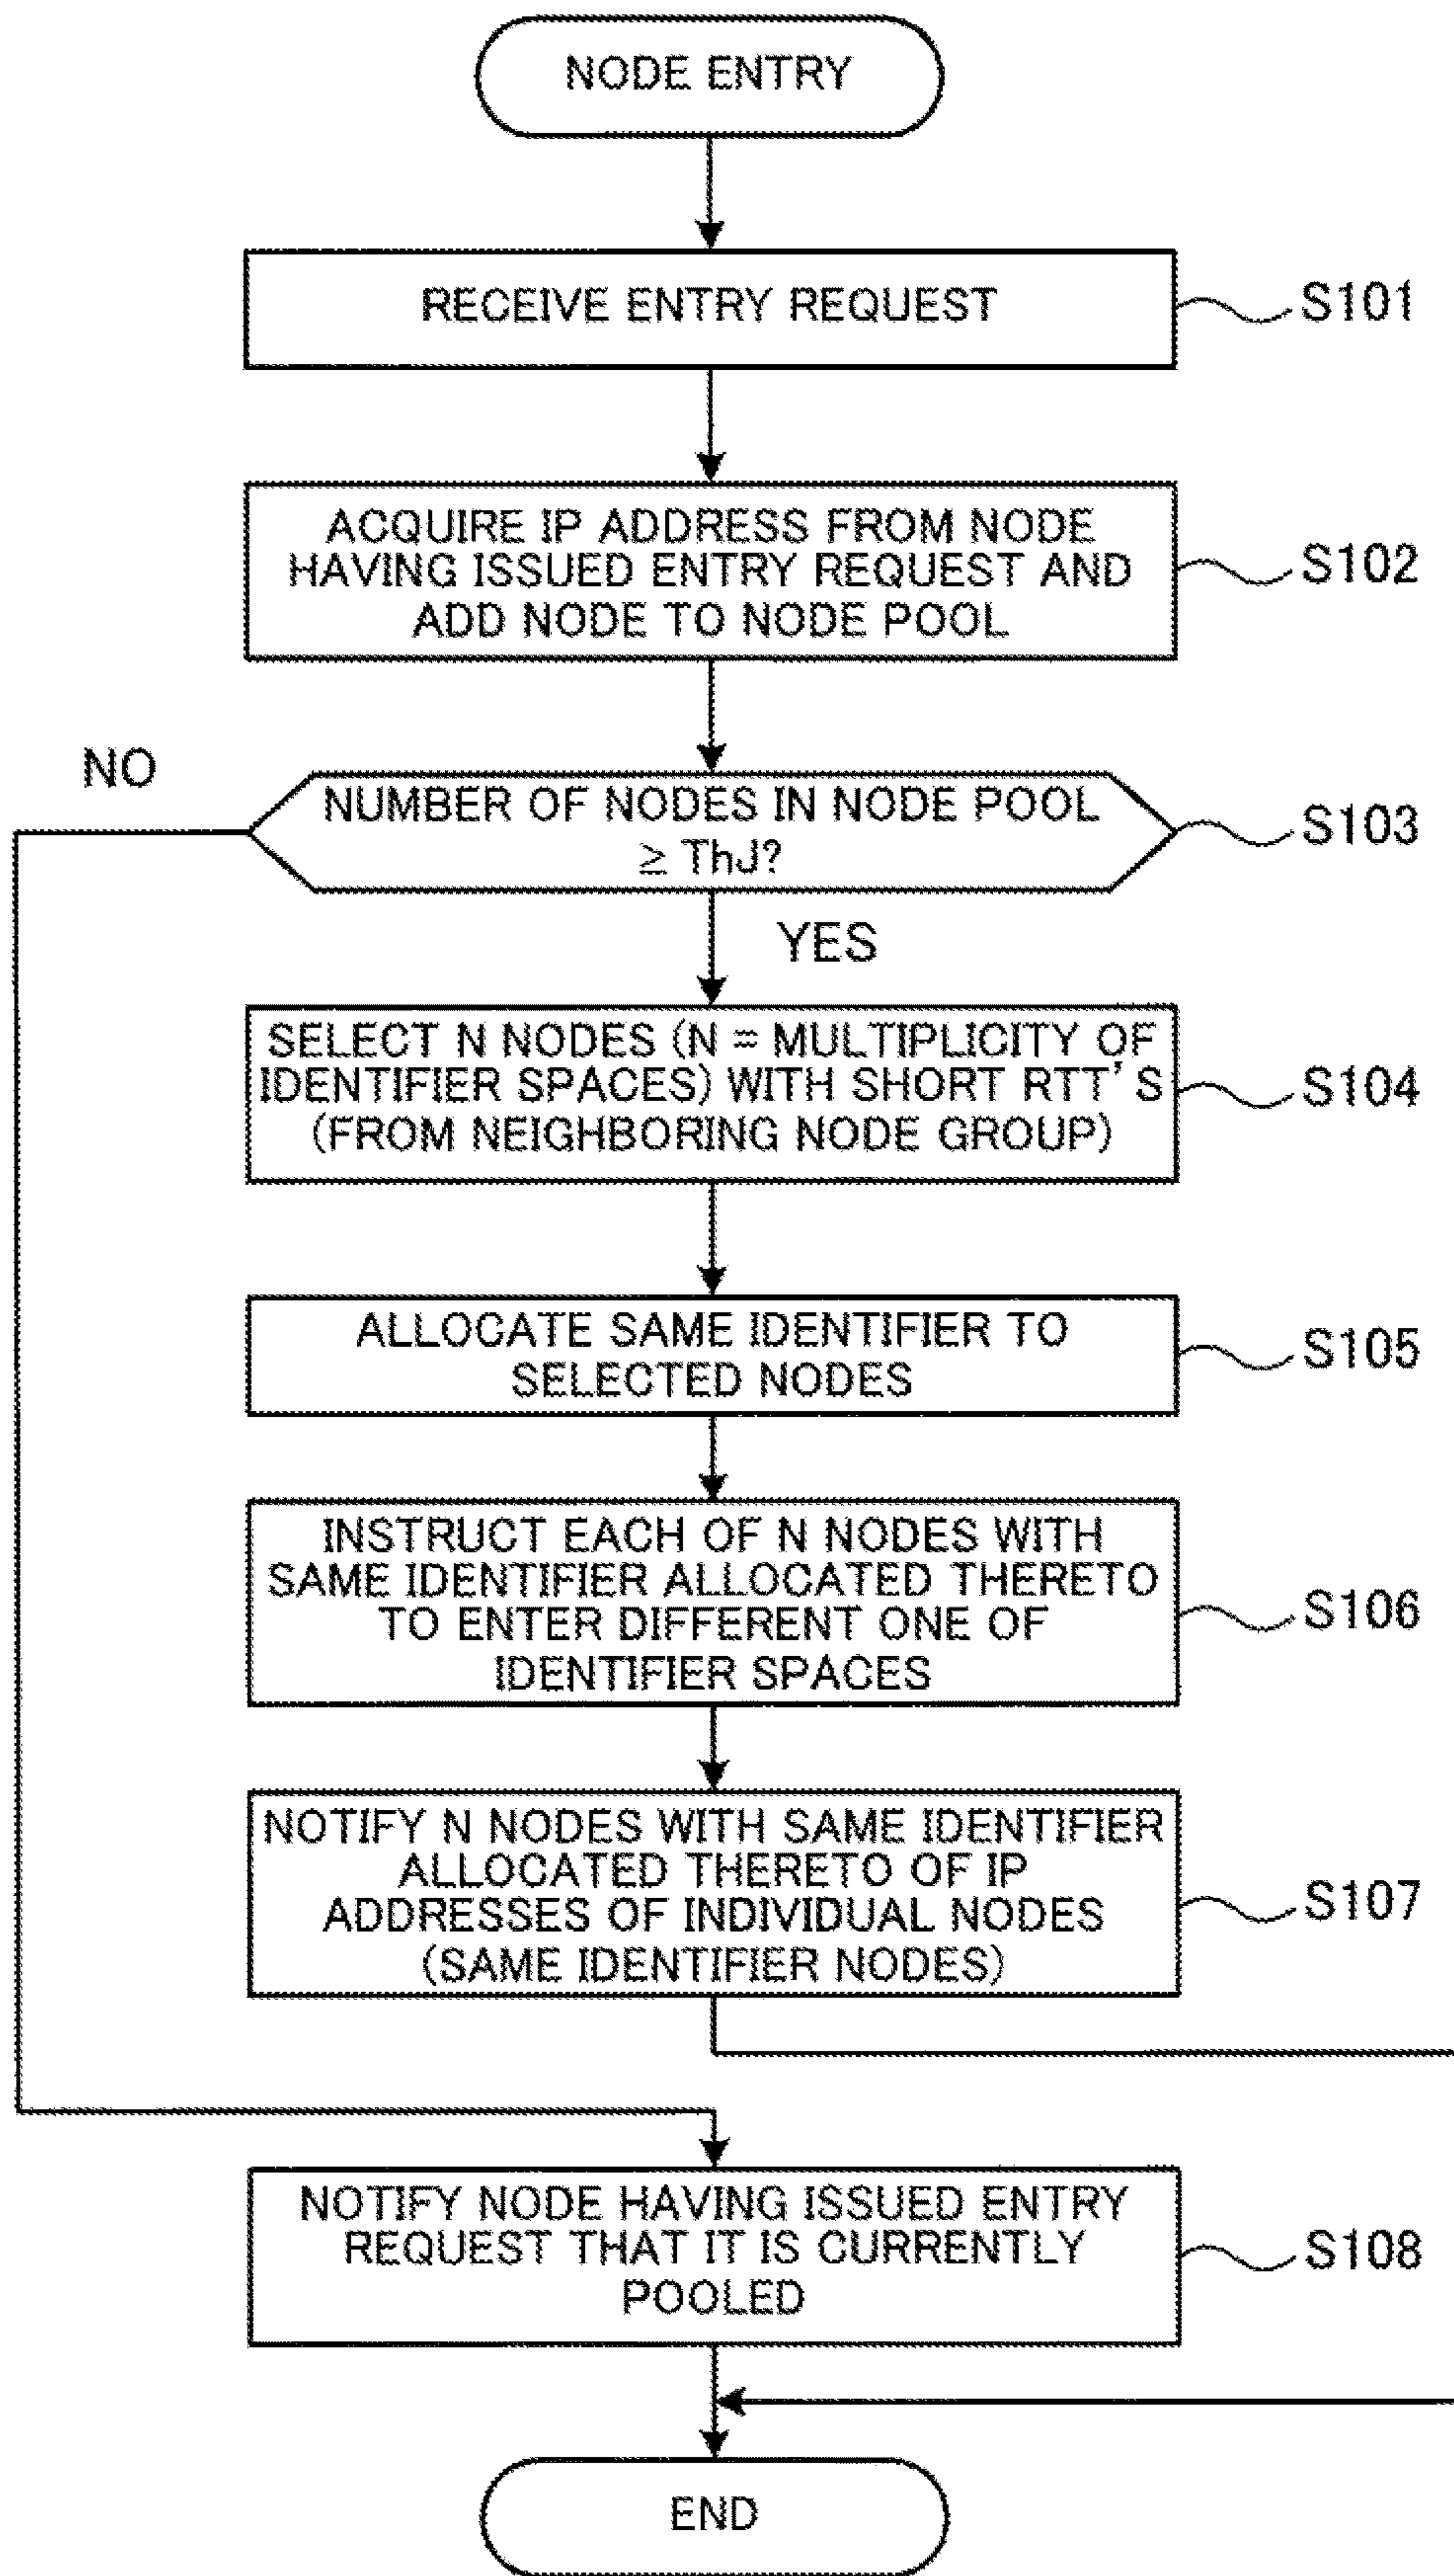 NODE ENTRY
RECEIVE ENTRY REQUEST
S101
ACQUIRE IP ADDRESS FROM NODE
HAVING ISSUED ENTRY REQUEST AND
ADD NODE TO NODE POOL
S102
NO
NUMBER OF NODES IN NODE POOL
≥ ThJ?
S103
YES
SELECT N NODES (N = MULTIPLICITY OF
IDENTIFIER SPACES) WITH SHORT RTT'S
(FROM NEIGHBORING NODE GROUP)
S104
ALLOCATE SAME IDENTIFIER TO
SELECTED NODES
S105
INSTRUCT EACH OF N NODES WITH
SAME IDENTIFIER ALLOCATED THERETO
TO ENTER DIFFERENT ONE OF
IDENTIFIER SPACES
S106
NOTIFY N NODES WITH SAME IDENTIFIER
ALLOCATED THERETO OF IP
ADDRESSES OF INDIVIDUAL NODES
(SAME IDENTIFIER NODES)
S107
NOTIFY NODE HAVING ISSUED ENTRY
REQUEST THAT IT IS CURRENTLY
POOLED
S108
END